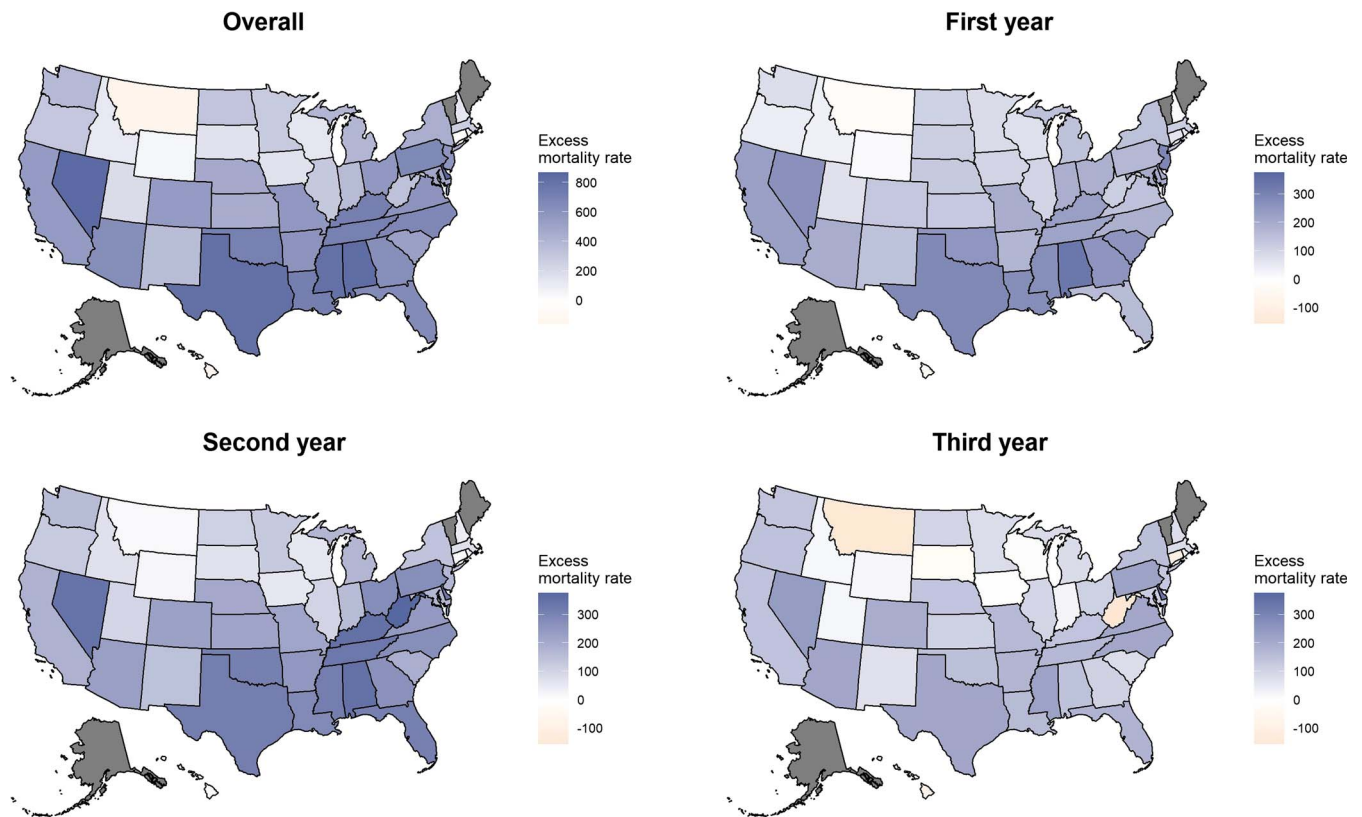 Overall
Excess
mortality rate
800
600
400
200
0
First year
Excess
mortality rate
300
200
100
0
-100
Second year
Excess
mortality rate
300
200
100
0
-100
Third year
Excess
mortality rate
300
200
100
0
-100